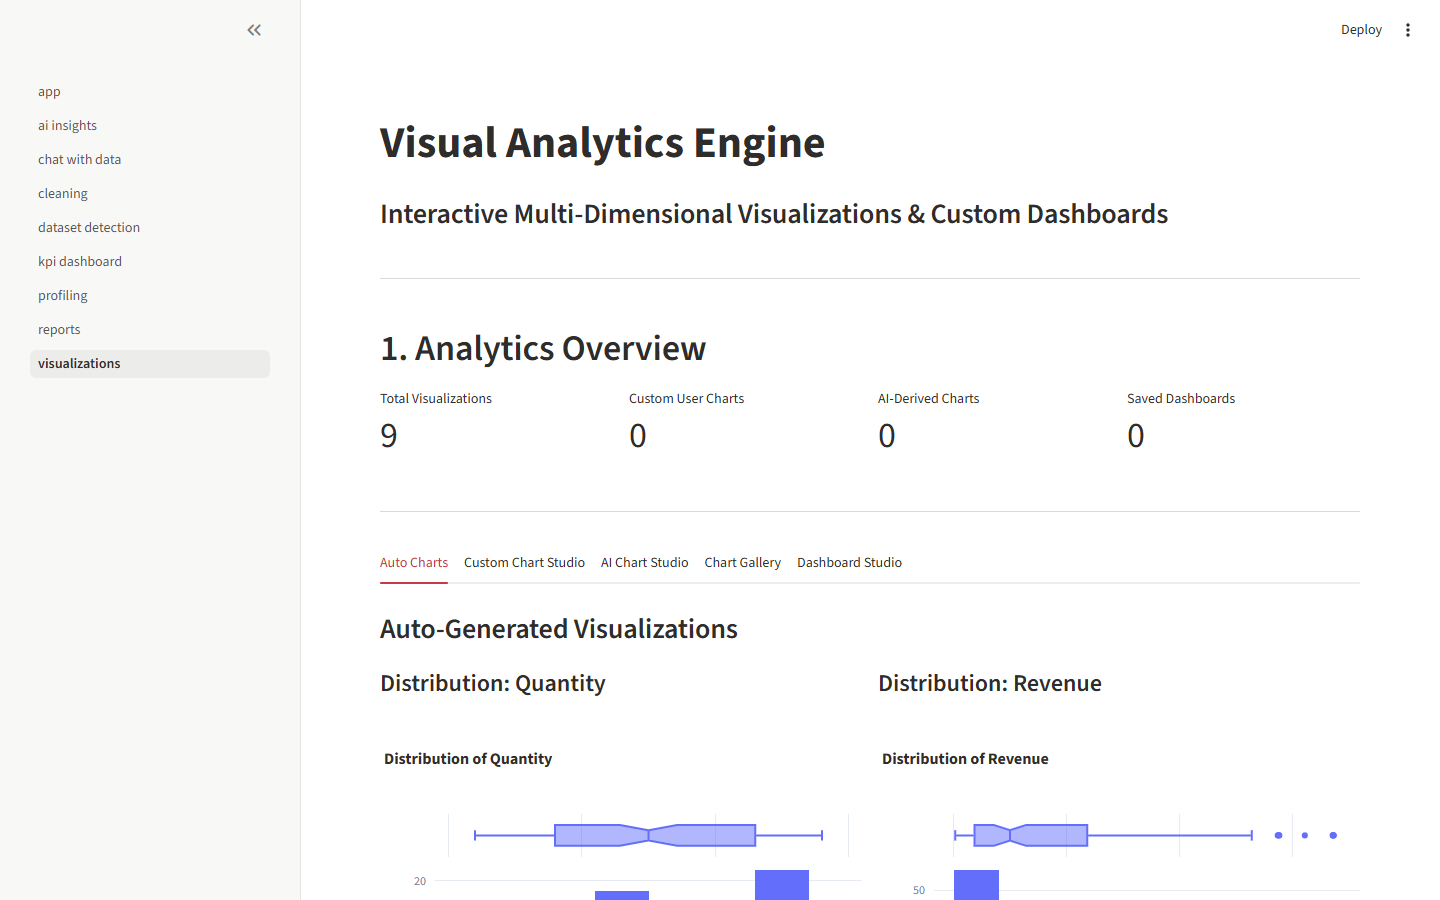 Deploy
app
ai insights
chat with data
cleaning
dataset detection
kpi dashboard
profiling
reports
visualizations
Visual Analytics Engine
Interactive Multi-Dimensional Visualizations & Custom Dashboards
1. Analytics Overview
Total Visualizations
9
Custom User Charts
0
AI-Derived Charts
0
Saved Dashboards
0
Auto Charts
Custom Chart Studio
AI Chart Studio
Chart Gallery
Dashboard Studio
Auto-Generated Visualizations
Distribution: Quantity
Distribution of Quantity
20
Distribution: Revenue
Distribution of Revenue
50